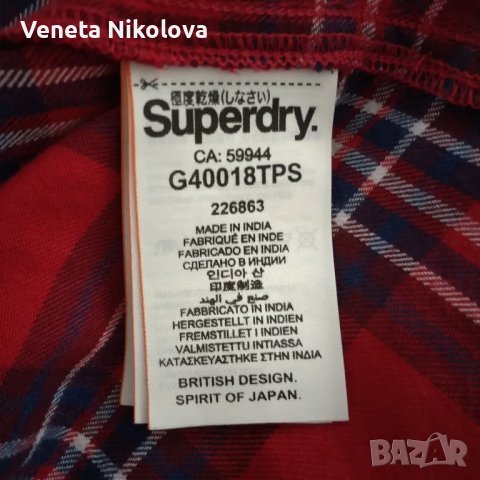 Veneta Nikolova
極度乾燥(しなさい)
Superdry.
CA: 59944
G40018TPS
226863
MADE IN INDIA
FABRIQUÉ EN INDE
FABRICADO EN INDIA
СДЕЛАНО В ИНДИИ
인디아 산
印度制造
صنع في الهند
FABBRICATO IN INDIA
HERGESTELLT IN INDIEN
FREMSTILLET I INDIEN
VALMISTETTU INTIASSA
ΚΑΤΑΣΚΕΥΑΣΤΗΚΕ ΣΤΗΝ ΙΝΔΙΑ
BRITISH DESIGN.
SPIRIT OF JAPAN.
BAZAR